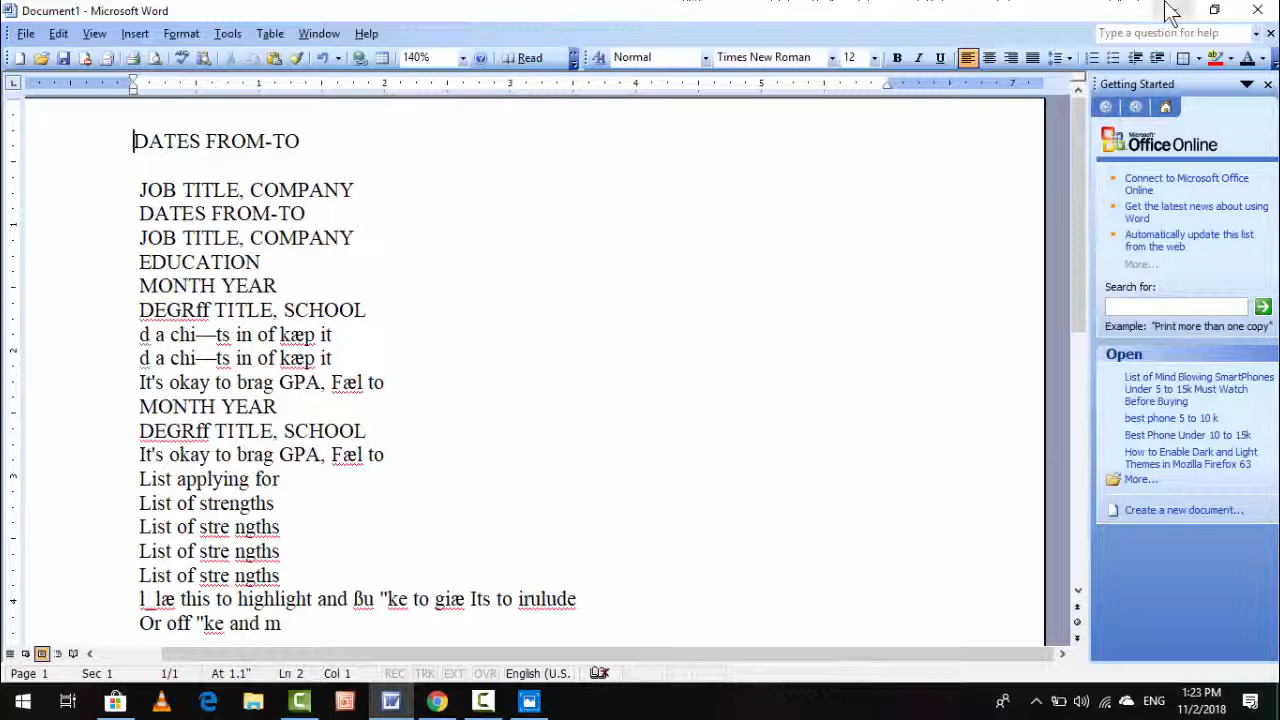 Document1 - Microsoft Word
File Edit View Insert Format Tools Table Window Help
Type a question for help
140% Read Normal Times New Roman 12 B I U
1 2 3 4 5 6 7
Getting Started
DATES FROM-TO
JOB TITLE, COMPANY
DATES FROM-TO
JOB TITLE, COMPANY
EDUCATION
MONTH YEAR
DEGRff TITLE, SCHOOL
d a chi—ts in of kæp it
d a chi—ts in of kæp it
It's okay to brag GPA, Fæl to
MONTH YEAR
DEGRff TITLE, SCHOOL
It's okay to brag GPA, Fæl to
List applying for
List of strengths
List of stre ngths
List of stre ngths
List of stre ngths
l_læ this to highlight and ßu "ke to giæ Its to irulude
Or off "ke and m
Microsoft
Office Online
Connect to Microsoft Office
Online
Get the latest news about using
Word
Automatically update this list
from the web
More...
Search for:
Example: "Print more than one copy"
Open
List of Mind Blowing SmartPhones
Under 5 to 15k Must Watch
Before Buying
best phone 5 to 10 k
Best Phone Under 10 to 15k
How to Enable Dark and Light
Themes in Mozilla Firefox 63
More...
Create a new document...
Page 1 Sec 1 1/1 At 1.1" Ln 2 Col 1 REC TRK EXT OVR English (U.S.
ENG
1:23 PM
11/2/2018